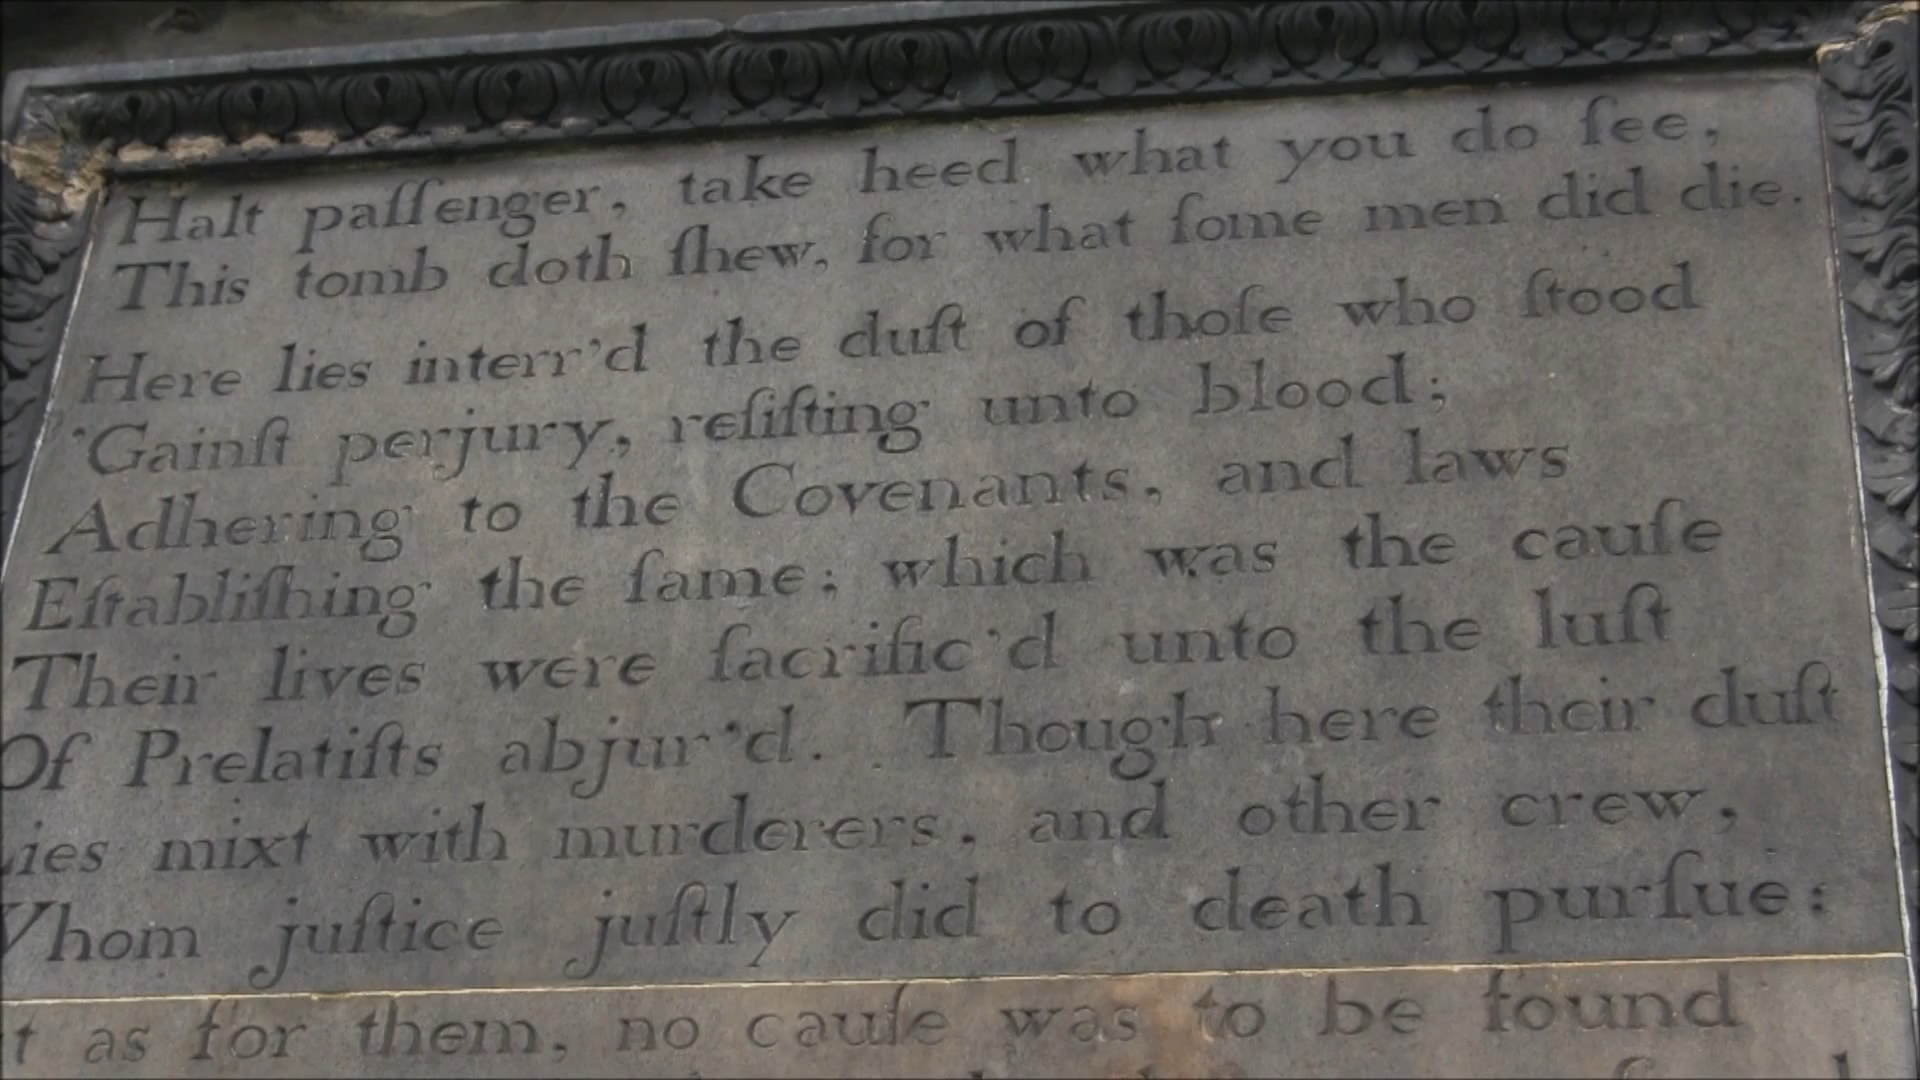 Halt paſſenger, take heed what you do ſee,
This tomb doth ſhew, for what ſome men did die.
Here lies interr'd the duſt of thoſe who ſtood
'Gainſt perjury, reſiſting unto blood;
Adhering to the Covenants, and laws
Eſtabliſhing the ſame; which was the cauſe
Their lives were ſacrific'd unto the luſt
Of Prelatiſts abjur'd. Though here their duſt
Lies mixt with murderers, and other crew,
Whom juſtice juſtly did to death purſue:
as for them, no cauſe was to be found